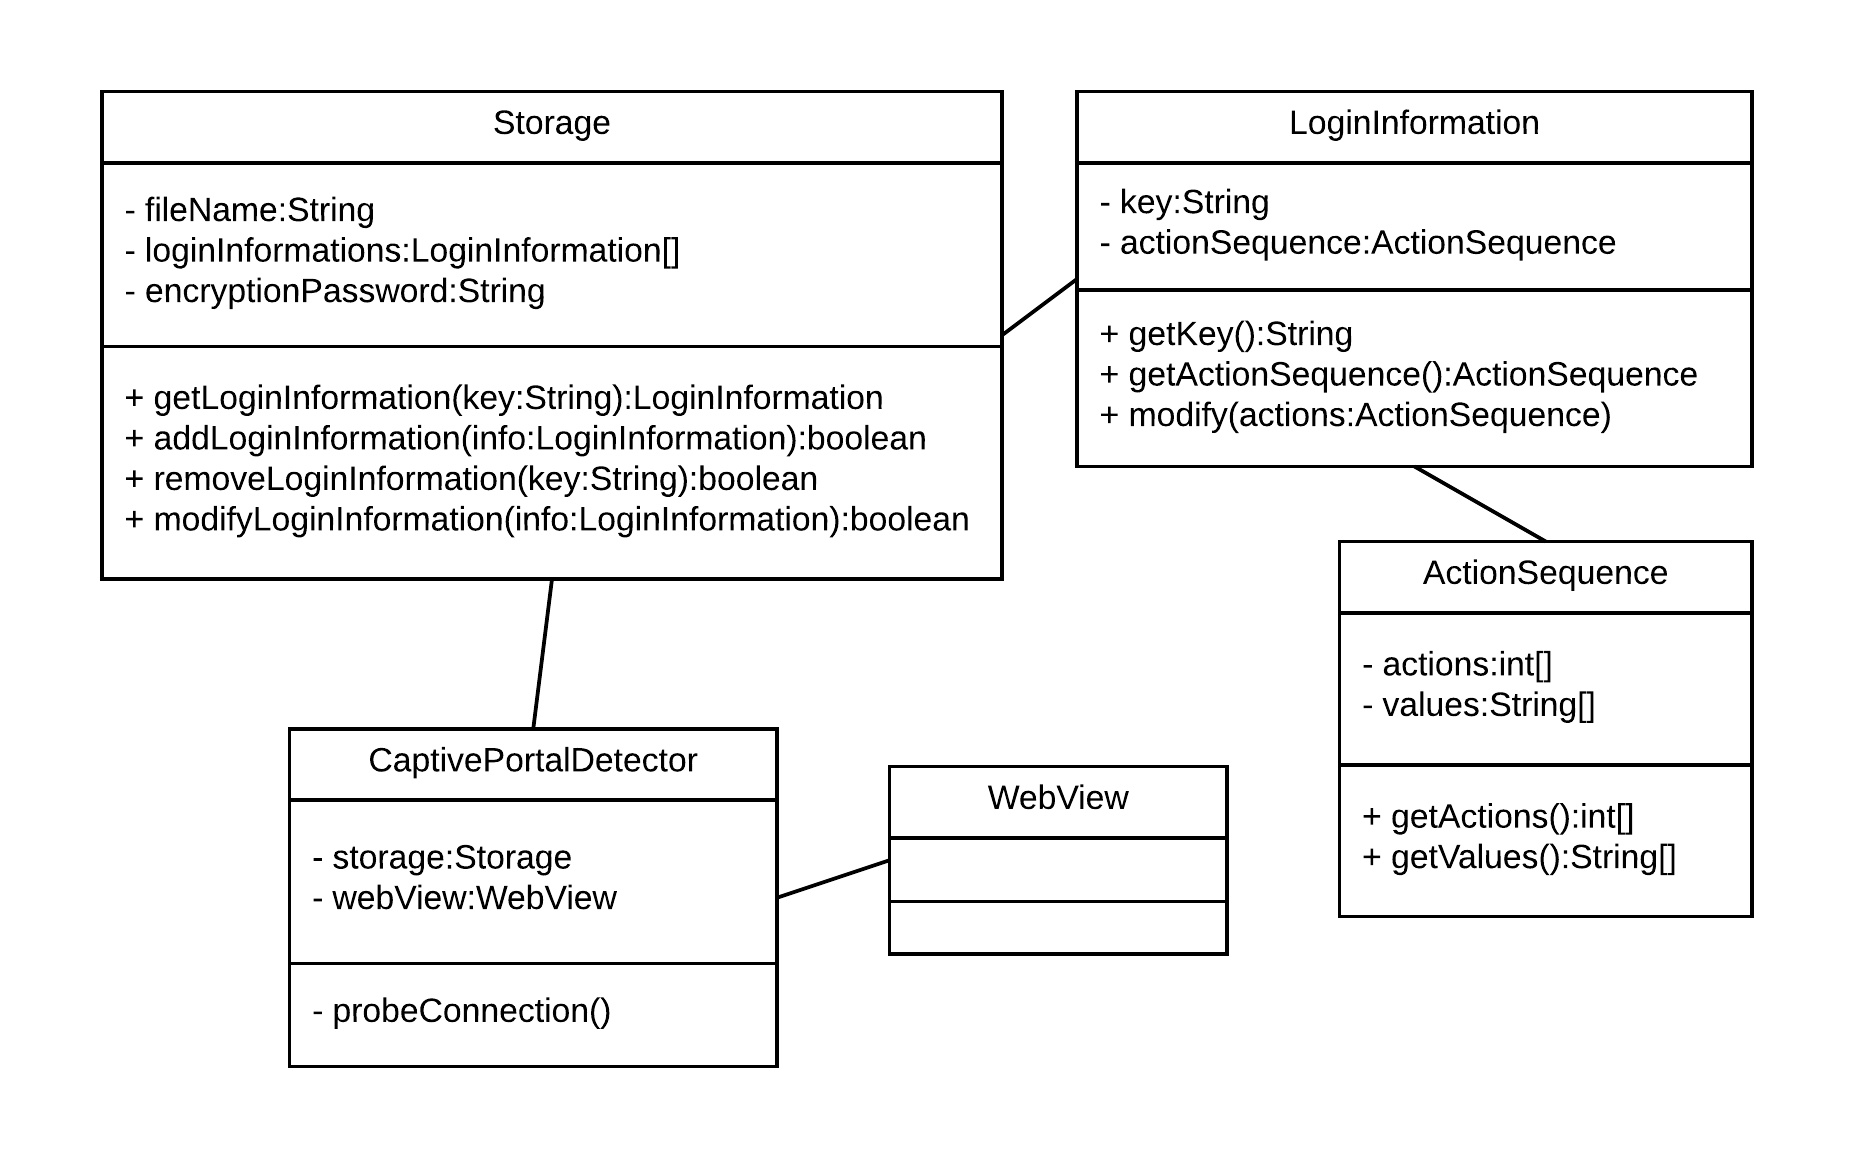 Storage
- fileName:String
- loginInformations:LoginInformation[]
- encryptionPassword:String
+ getLoginInformation(key:String):LoginInformation
+ addLoginInformation(info:LoginInformation):boolean
+ removeLoginInformation(key:String):boolean
+ modifyLoginInformation(info:LoginInformation):boolean
LoginInformation
- key:String
- actionSequence:ActionSequence
+ getKey():String
+ getActionSequence():ActionSequence
+ modify(actions:ActionSequence)
ActionSequence
- actions:int[]
- values:String[]
+ getActions():int[]
+ getValues():String[]
CaptivePortalDetector
- storage:Storage
- webView:WebView
- probeConnection()
WebView